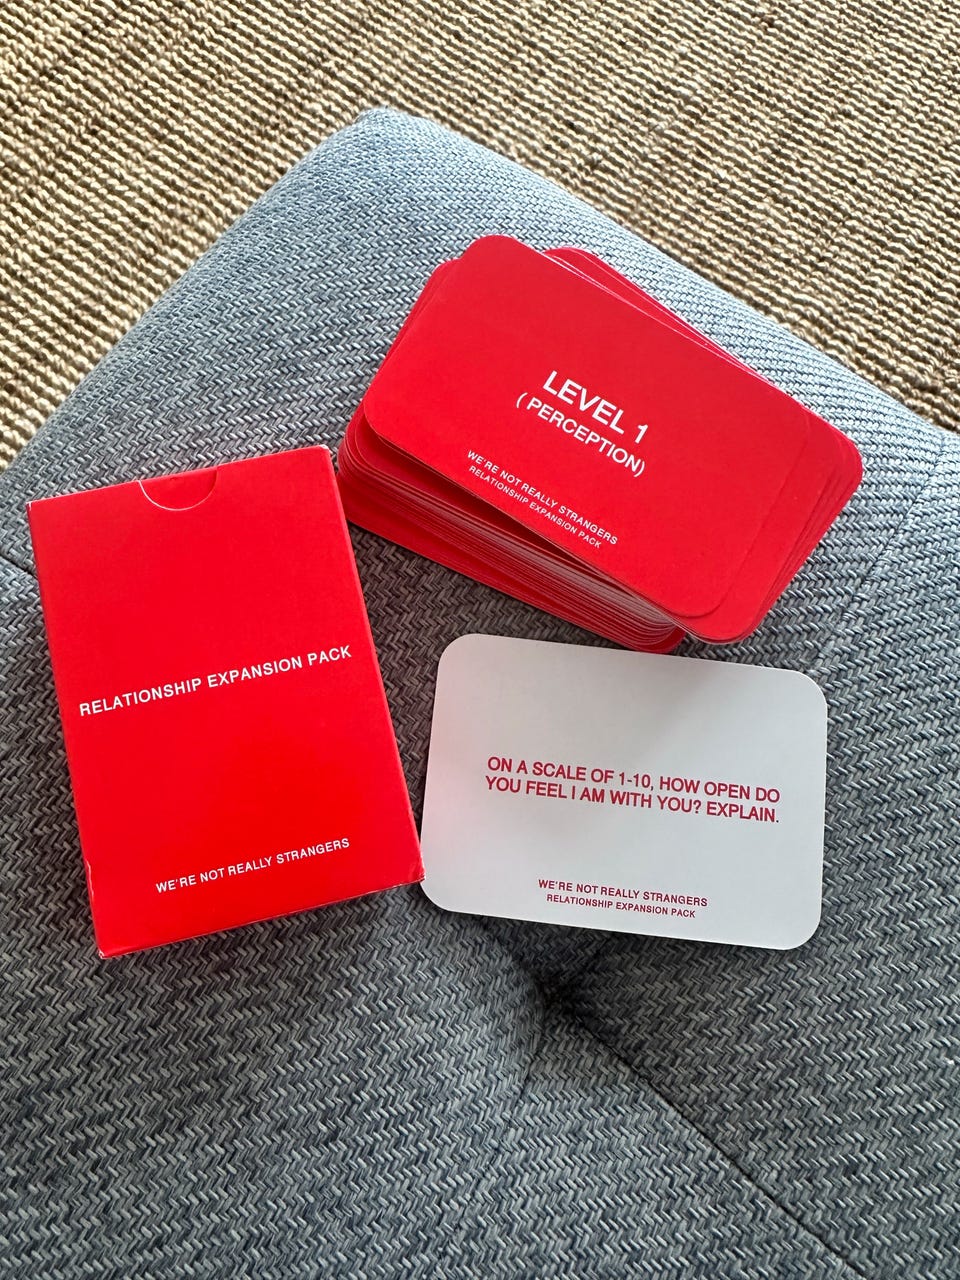 LEVEL 1
( PERCEPTION)
WE'RE NOT REALLY STRANGERS
RELATIONSHIP EXPANSION PACK
RELATIONSHIP EXPANSION PACK
WE'RE NOT REALLY STRANGERS
ON A SCALE OF 1-10, HOW OPEN DO
YOU FEEL I AM WITH YOU? EXPLAIN.
WE'RE NOT REALLY STRANGERS
RELATIONSHIP EXPANSION PACK